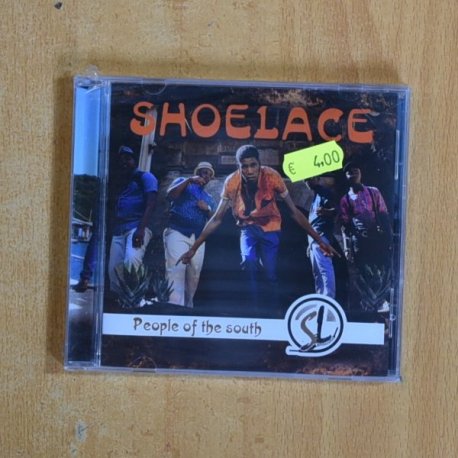 SHOELACE
€ 4,00
People of the south
SL